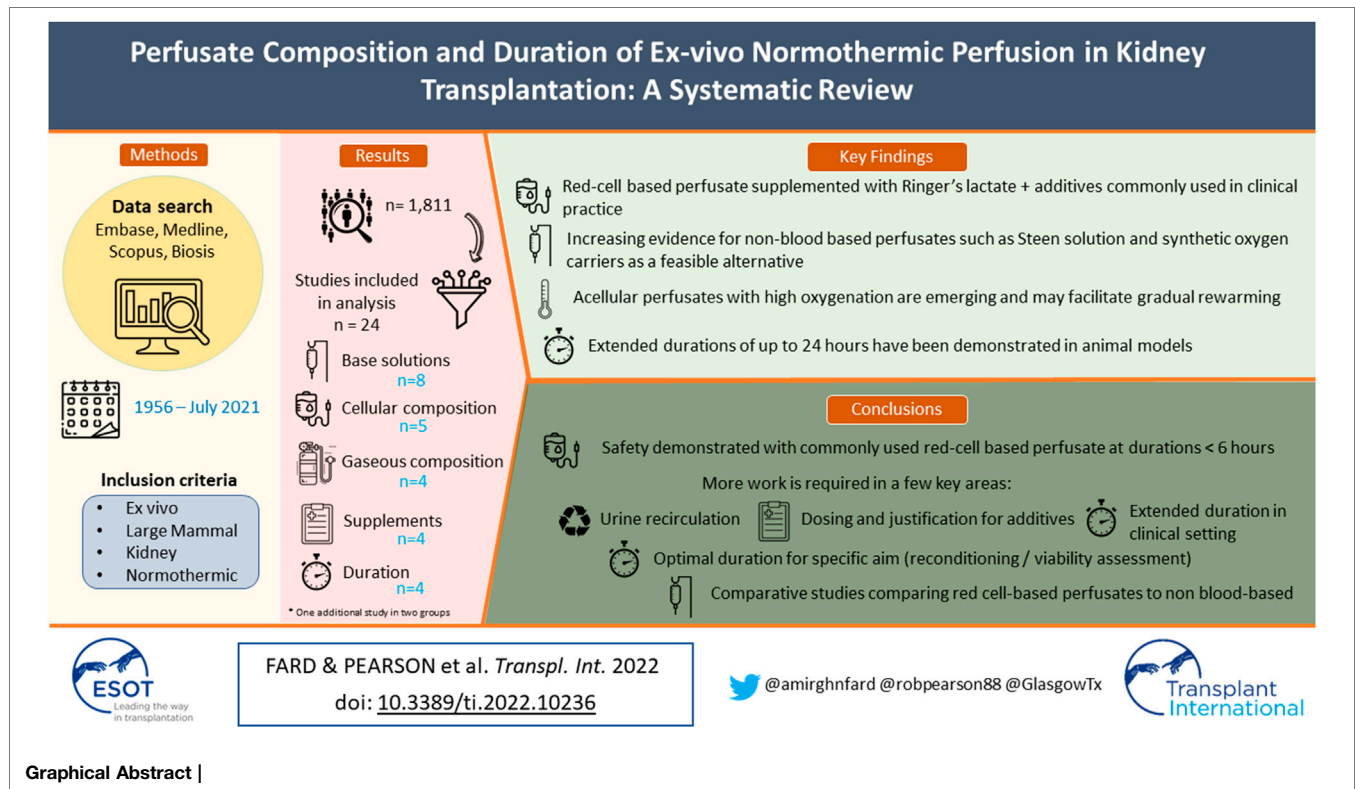 Perfusate Composition and Duration of Ex-vivo Normothermic Perfusion in Kidney
Transplantation: A Systematic Review
Methods
Data search
Embase, Medline,
Scopus, Biosis
1956 – July 2021
Inclusion criteria
• Ex vivo
• Large Mammal
• Kidney
• Normothermic
Results
n= 1,811
Studies included
in analysis
n = 24
Base solutions
n=8
Cellular composition
n=5
Gaseous composition
n=4
Supplements
n=4
Duration
n=4
* One additional study in two groups
Key Findings
Red-cell based perfusate supplemented with Ringer's lactate + additives commonly used in clinical
practice
Increasing evidence for non-blood based perfusates such as Steen solution and synthetic oxygen
carriers as a feasible alternative
Acellular perfusates with high oxygenation are emerging and may facilitate gradual rewarming
Extended durations of up to 24 hours have been demonstrated in animal models
Conclusions
Safety demonstrated with commonly used red-cell based perfusate at durations < 6 hours
More work is required in a few key areas:
Urine recirculation
Dosing and justification for additives
Extended duration in
clinical setting
Optimal duration for specific aim (reconditioning / viability assessment)
Comparative studies comparing red cell-based perfusates to non blood-based
ESOT
Leading the way
in transplantation
FARD & PEARSON et al. Transpl. Int. 2022
doi: 10.3389/ti.2022.10236
@amirghnfard @robpearson88 @GlasgowTx
Transplant
International
Graphical Abstract |